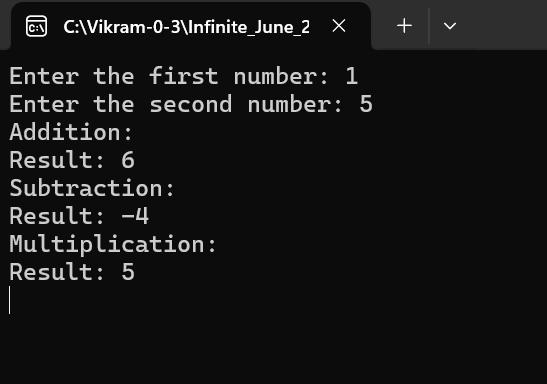 C:\Vikram-0-3\Infinite_June_2
Enter the first number: 1
Enter the second number: 5
Addition:
Result: 6
Subtraction:
Result: -4
Multiplication:
Result: 5